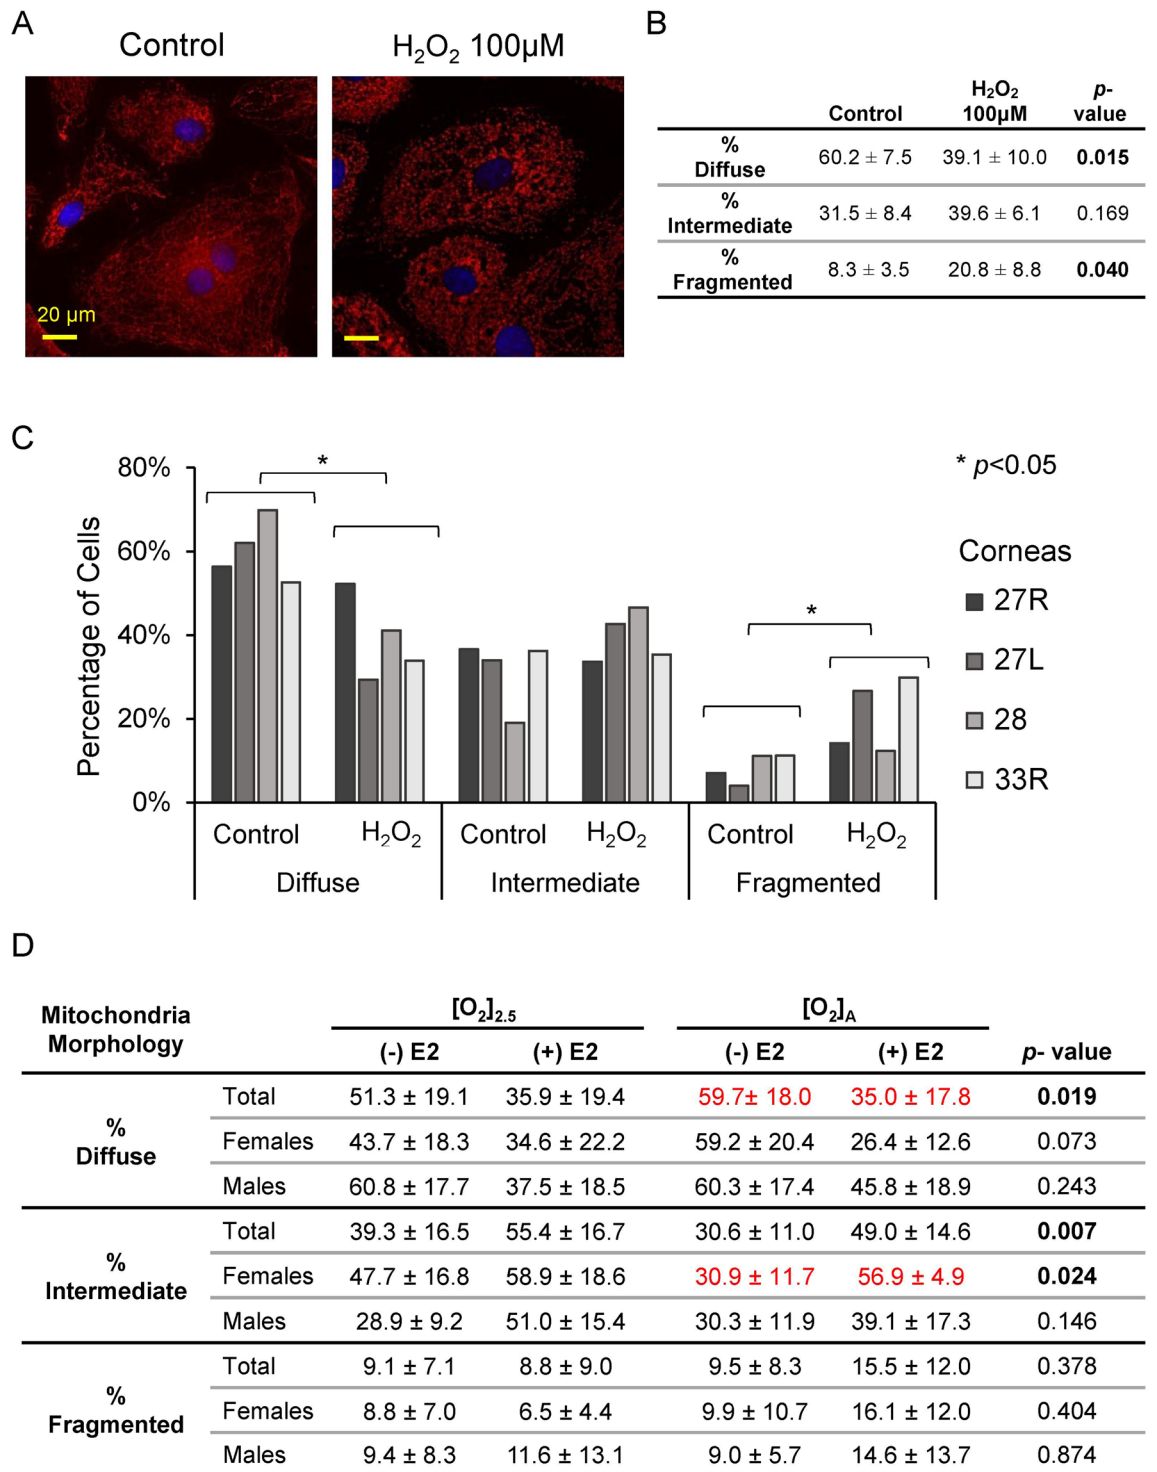 A
Control
H₂O₂ 100µM
20 µm
B
Control
H₂O₂
100µM
p-
value
%
Diffuse
60.2 ± 7.5
39.1 ± 10.0
0.015
%
Intermediate
31.5 ± 8.4
39.6 ± 6.1
0.169
%
Fragmented
8.3 ± 3.5
20.8 ± 8.8
0.040
C
Percentage of Cells
80%
60%
40%
20%
0%
*
*
* p<0.05
Corneas
27R
27L
28
33R
Control H₂O₂ Control H₂O₂ Control H₂O₂
Diffuse Intermediate Fragmented
D
Mitochondria
Morphology
[O₂]₂.₅ [O₂]A
(-) E2 (+) E2 (-) E2 (+) E2 p- value
%
Diffuse
Total 51.3 ± 19.1 35.9 ± 19.4 59.7± 18.0 35.0 ± 17.8 0.019
Females 43.7 ± 18.3 34.6 ± 22.2 59.2 ± 20.4 26.4 ± 12.6 0.073
Males 60.8 ± 17.7 37.5 ± 18.5 60.3 ± 17.4 45.8 ± 18.9 0.243
%
Intermediate
Total 39.3 ± 16.5 55.4 ± 16.7 30.6 ± 11.0 49.0 ± 14.6 0.007
Females 47.7 ± 16.8 58.9 ± 18.6 30.9 ± 11.7 56.9 ± 4.9 0.024
Males 28.9 ± 9.2 51.0 ± 15.4 30.3 ± 11.9 39.1 ± 17.3 0.146
%
Fragmented
Total 9.1 ± 7.1 8.8 ± 9.0 9.5 ± 8.3 15.5 ± 12.0 0.378
Females 8.8 ± 7.0 6.5 ± 4.4 9.9 ± 10.7 16.1 ± 12.0 0.404
Males 9.4 ± 8.3 11.6 ± 13.1 9.0 ± 5.7 14.6 ± 13.7 0.874